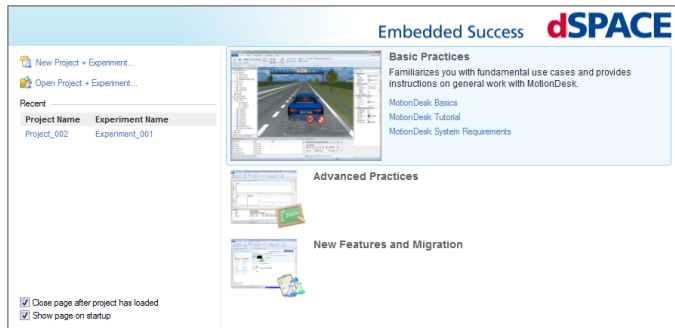 Embedded Success dSPACE
New Project + Experiment...
Open Project + Experiment...
Recent
Project Name Experiment Name
Project_002 Experiment_001
Basic Practices
Familiarizes you with fundamental use cases and provides
instructions on general work with MotionDesk.
MotionDesk Basics
MotionDesk Tutorial
MotionDesk System Requirements
Advanced Practices
New Features and Migration
Close page after project has loaded
Show page on startup